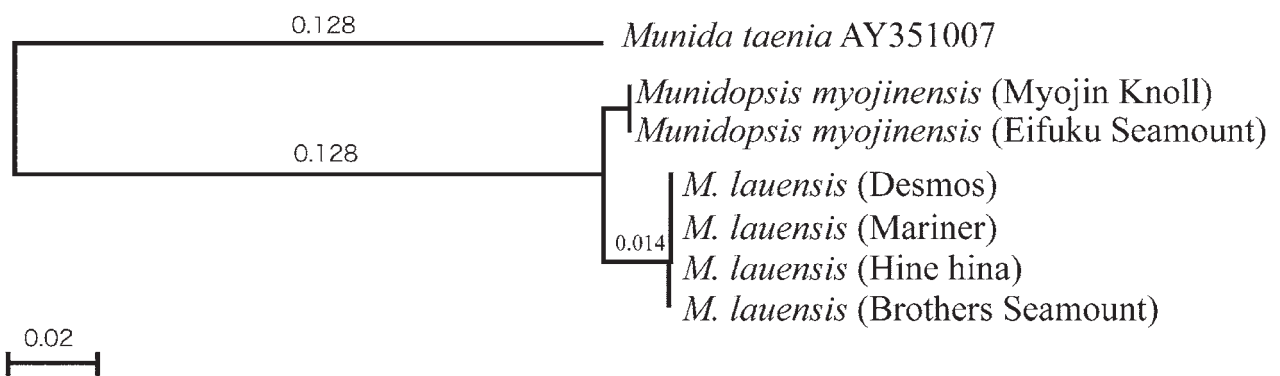 0.128
Munida taenia AY351007
Munidopsis myojinensis (Myojin Knoll)
Munidopsis myojinensis (Eifuku Seamount)
0.128
M. lauensis (Desmos)
M. lauensis (Mariner)
0.014
M. lauensis (Hine hina)
M. lauensis (Brothers Seamount)
0.02